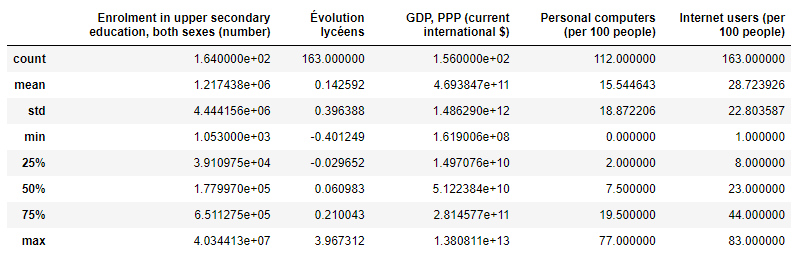 Enrolment in upper secondary education, both sexes (number) Évolution lycéens GDP, PPP (current international $) Personal computers (per 100 people) Internet users (per 100 people)
count 1.640000e+02 163.000000 1.560000e+02 112.000000 163.000000
mean 1.217438e+06 0.142592 4.693847e+11 15.544643 28.723926
std 4.444156e+06 0.396388 1.486290e+12 18.872206 22.803587
min 1.053000e+03 -0.401249 1.619006e+08 0.000000 1.000000
25% 3.910975e+04 -0.029652 1.497076e+10 2.000000 8.000000
50% 1.779970e+05 0.060983 5.122384e+10 7.500000 23.000000
75% 6.511275e+05 0.210043 2.814577e+11 19.500000 44.000000
max 4.034413e+07 3.967312 1.380811e+13 77.000000 83.000000